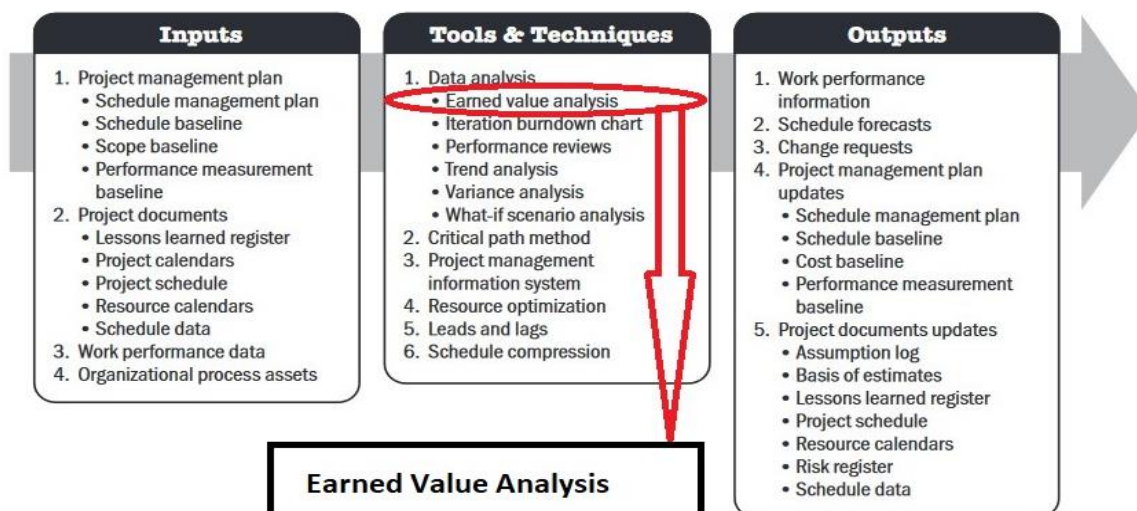 Inputs
1. Project management plan
• Schedule management plan
• Schedule baseline
• Scope baseline
• Performance measurement
baseline
2. Project documents
• Lessons learned register
• Project calendars
• Project schedule
• Resource calendars
• Schedule data
3. Work performance data
4. Organizational process assets
Tools & Techniques
1. Data analysis
• Earned value analysis
• Iteration burndown chart
• Performance reviews
• Trend analysis
• Variance analysis
• What-if scenario analysis
2. Critical path method
3. Project management
information system
4. Resource optimization
5. Leads and lags
6. Schedule compression
Outputs
1. Work performance
information
2. Schedule forecasts
3. Change requests
4. Project management plan
updates
• Schedule management plan
• Schedule baseline
• Cost baseline
• Performance measurement
baseline
5. Project documents updates
• Assumption log
• Basis of estimates
• Lessons learned register
• Project schedule
• Resource calendars
• Risk register
• Schedule data
Earned Value Analysis